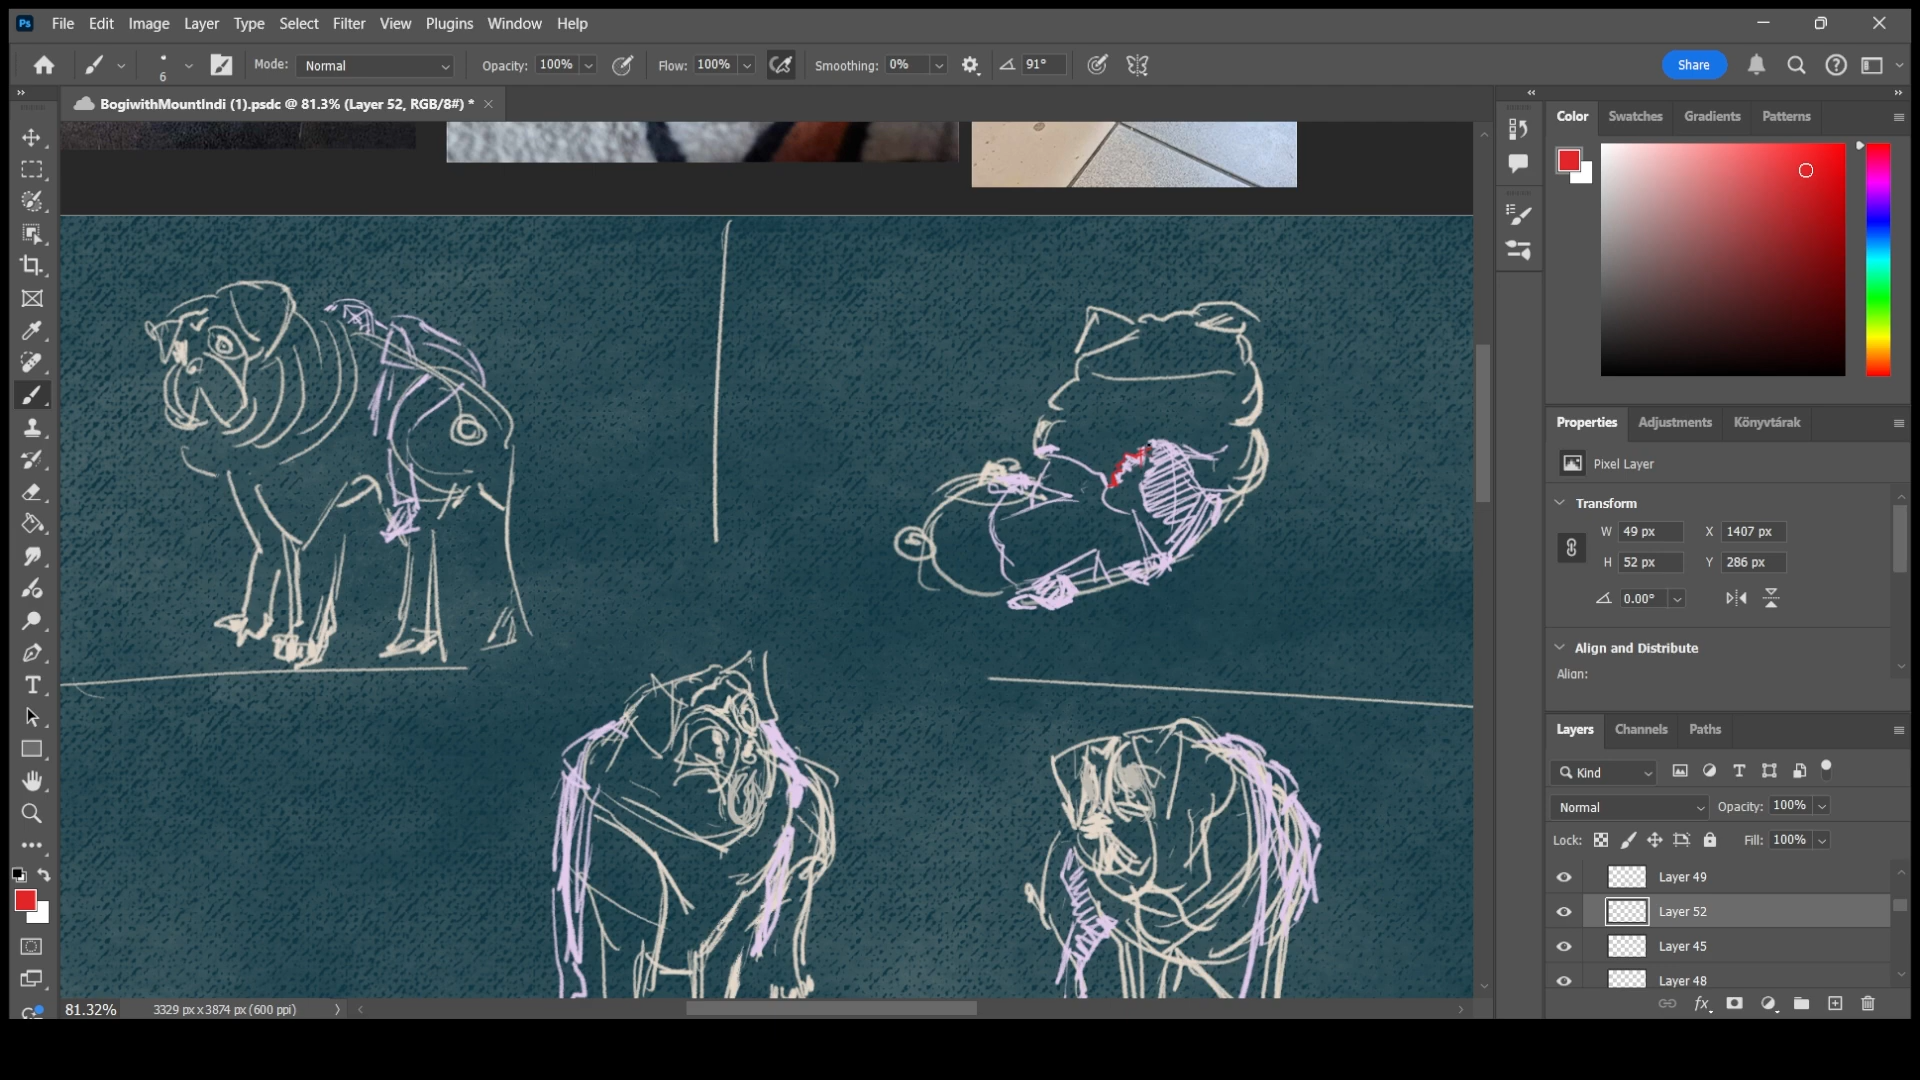 Ps File Edit Image Layer Type Select Filter View Plugins Window Help
6 Mode: Normal Opacity: 100% Flow: 100% Smoothing: 0% 91° Share
BogiwithMountIndi (1).psdc @ 81.3% (Layer 52, RGB/8#) *
Color Swatches Gradients Patterns
Properties Adjustments Könyvtárak
Pixel Layer
Transform
W 49 px X 1407 px
H 52 px Y 286 px
0.00°
Align and Distribute
Align:
Layers Channels Paths
Kind
Normal Opacity: 100%
Lock: Fill: 100%
Layer 49
Layer 52
Layer 45
Layer 48
fx
81.32% 3329 px x 3874 px (600 ppi)